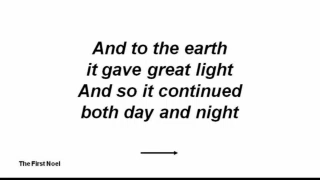 And to the earth
it gave great light
And so it continued
both day and night
The First Noel